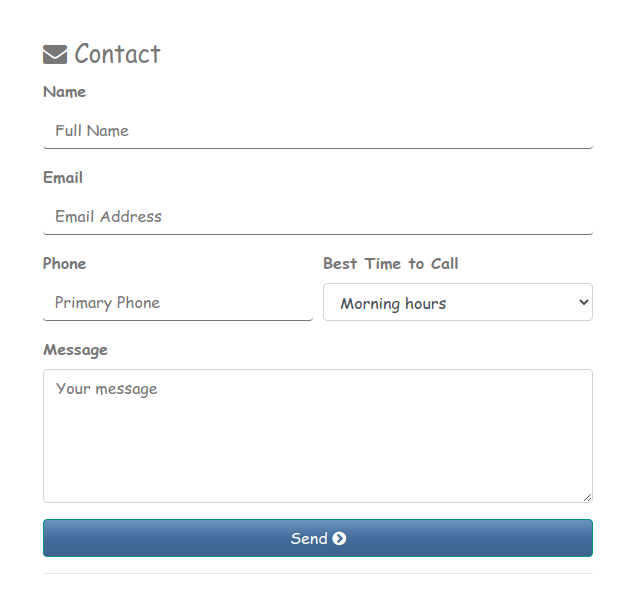 Contact
Name
Full Name
Email
Email Address
Phone
Best Time to Call
Primary Phone
Morning hours
Message
Your message
Send